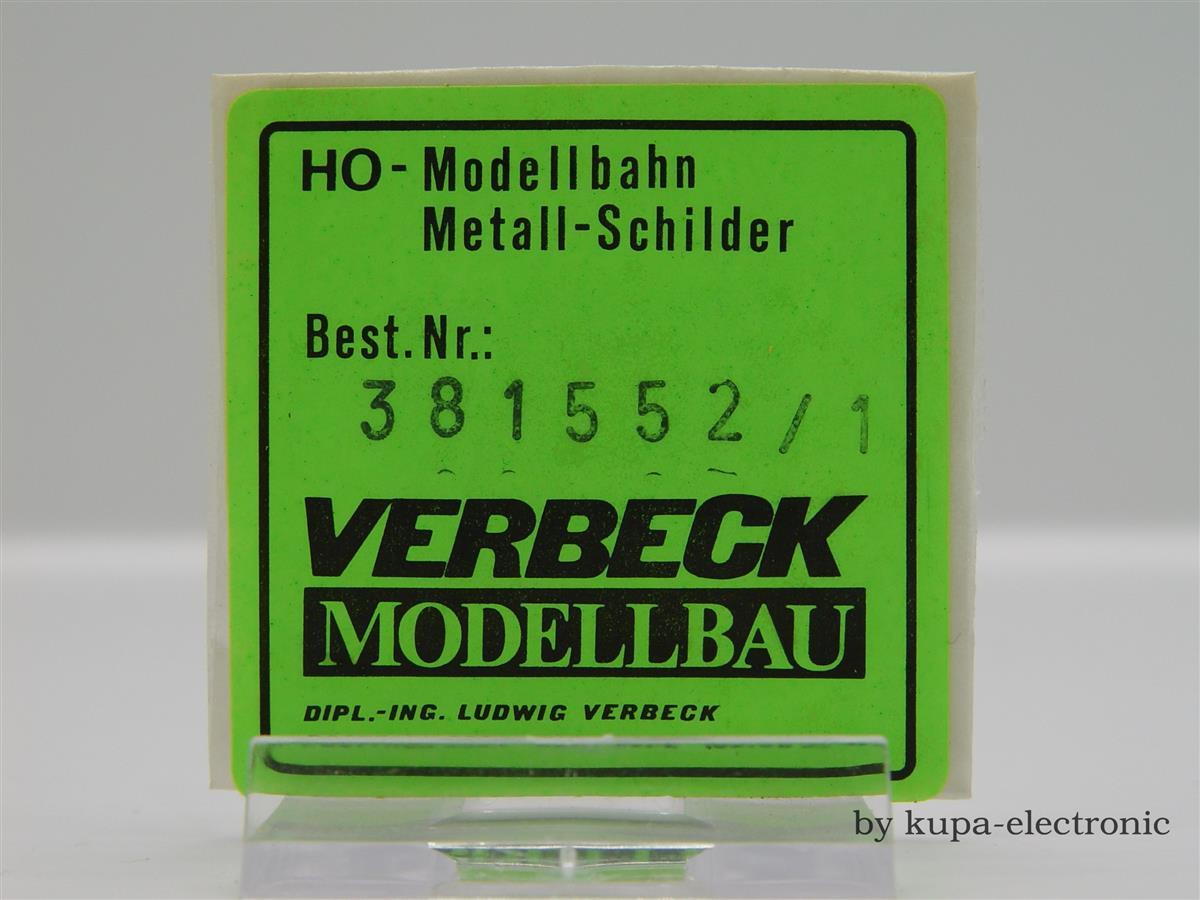 HO-Modellbahn
Metall-Schilder
Best.Nr.:
381552/1
VERBECK
MODELLBAU
DIPL.-ING. LUDWIG VERBECK
by kupa-electronic